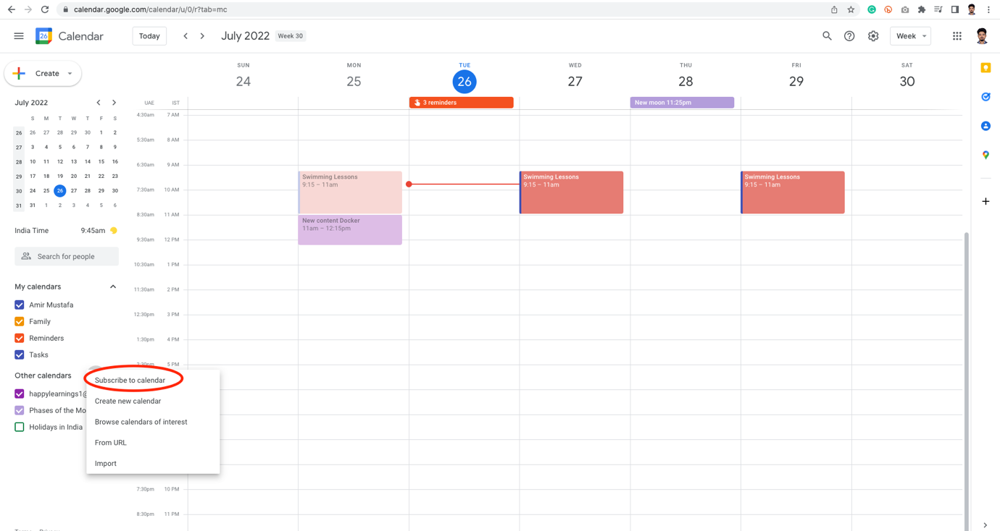 calendar.google.com/calendar/u/0/r?tab=mc
26 Calendar Today July 2022 Week 30 Week
Create
SUN MON TUE WED THU FRI SAT
24 25 26 27 28 29 30
UAE IST
3 reminders New moon 11:25pm
July 2022
S M T W T F S
26 26 27 28 29 30 1 2
27 3 4 5 6 7 8 9
28 10 11 12 13 14 15 16
29 17 18 19 20 21 22 23
30 24 25 26 27 28 29 30
31 31 1 2 3 4 5 6
India Time 9:45am
Search for people
My calendars
Amir Mustafa
Family
Reminders
Tasks
Other calendars
happylearnings1@
Phases of the Mo
Holidays in India
Subscribe to calendar
Create new calendar
Browse calendars of interest
From URL
Import
4:30am 7 AM
5:30am 8 AM
6:30am 9 AM
7:30am 10 AM
8:30am 11 AM
9:30am 12 PM
10:30am 1 PM
11:30am 2 PM
12:30pm 3 PM
1:30pm 4 PM
2:30pm 5 PM
7:30pm 10 PM
8:30pm 11 PM
Swimming Lessons
9:15 – 11am
New content Docker
11am – 12:15pm
Swimming Lessons
9:15 – 11am
Swimming Lessons
9:15 – 11am